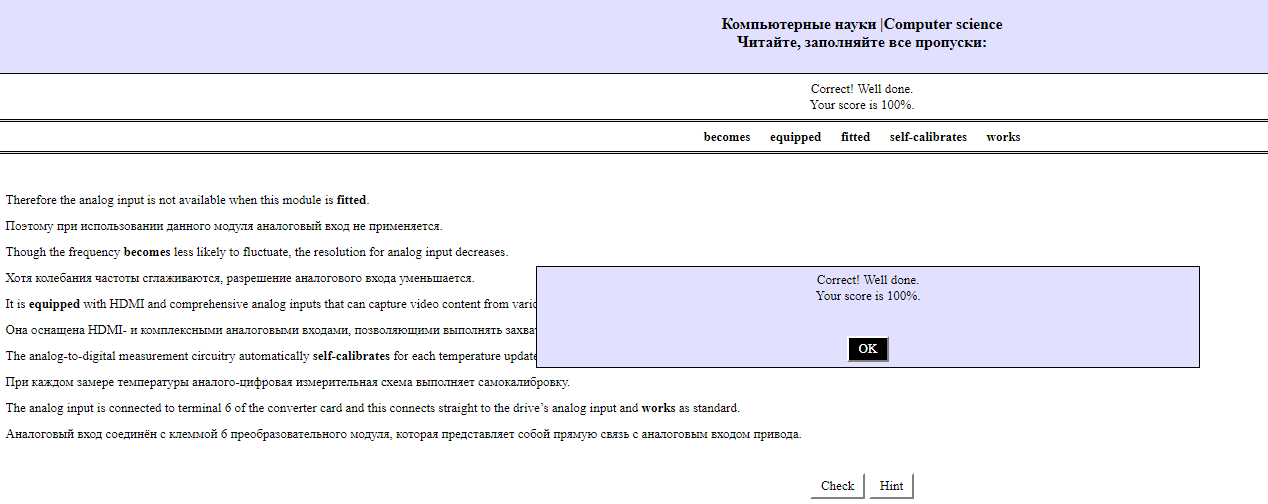 Компьютерные науки |Computer science
Читайте, заполняйте все пропуски:
Correct! Well done.
Your score is 100%.
becomes equipped fitted self-calibrates works
Therefore the analog input is not available when this module is fitted.
Поэтому при использовании данного модуля аналоговый вход не применяется.
Though the frequency becomes less likely to fluctuate, the resolution for analog input decreases.
Хотя колебания частоты сглаживаются, разрешение аналогового входа уменьшается.
It is equipped with HDMI and comprehensive analog inputs that can capture video content from
Она оснащена HDMI- и комплексными аналоговыми входами, позволяющими выполнять
The analog-to-digital measurement circuitry automatically self-calibrates for each temperature update
При каждом замере температуры аналого-цифровая измерительная схема выполняет самокалибровку.
The analog input is connected to terminal 6 of the converter card and this connects straight to the drive’s analog input and works as standard.
Аналоговый вход соединён с клеммой 6 преобразовательного модуля, которая представляет собой прямую связь с аналоговым входом привода.
Correct! Well done.
Your score is 100%.
OK
Check Hint